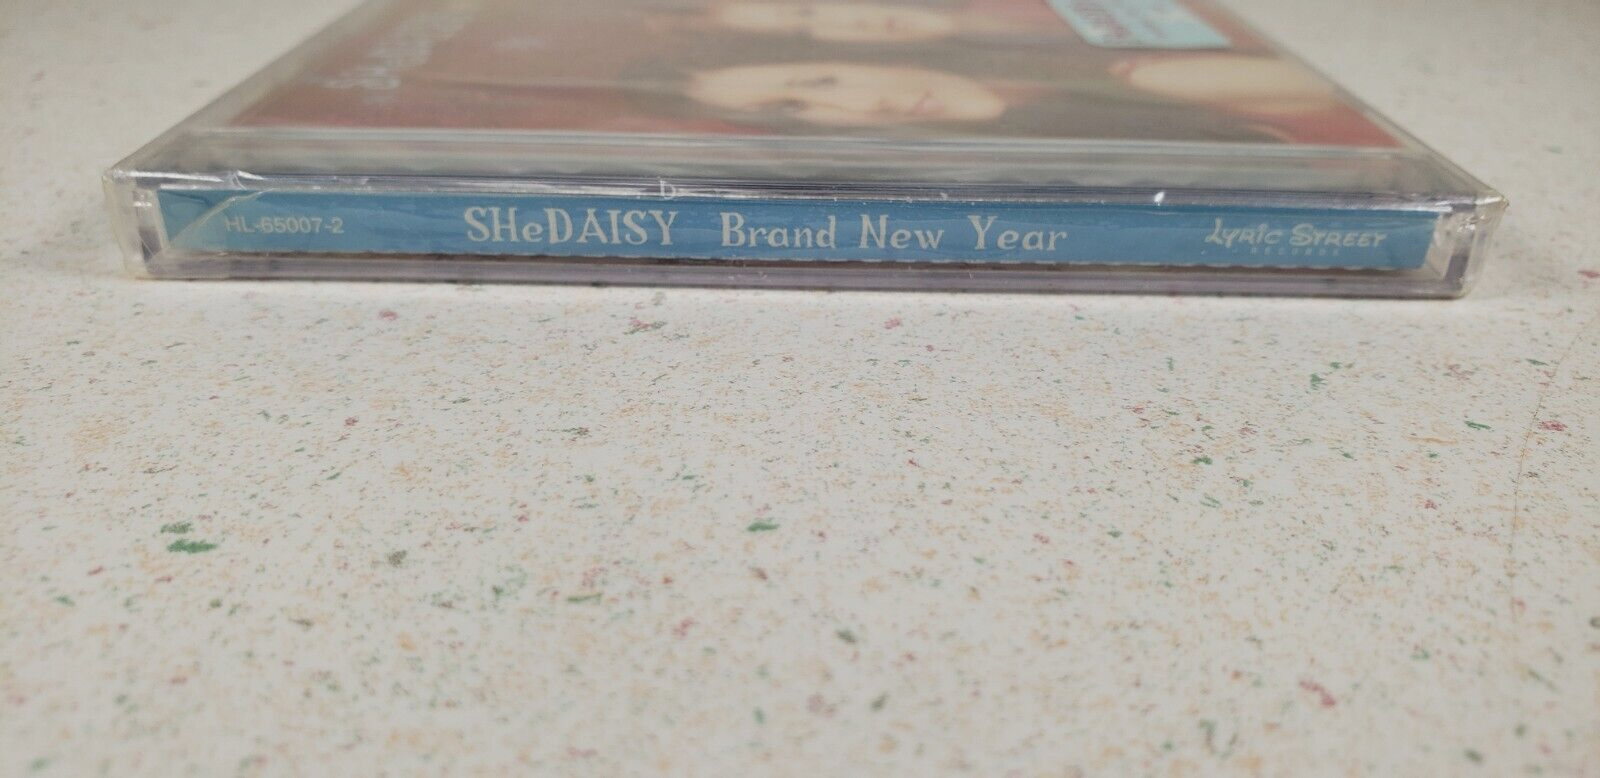 HL-65007-2 SHeDAISY Brand New Year LYRIC STREET
RECORDS